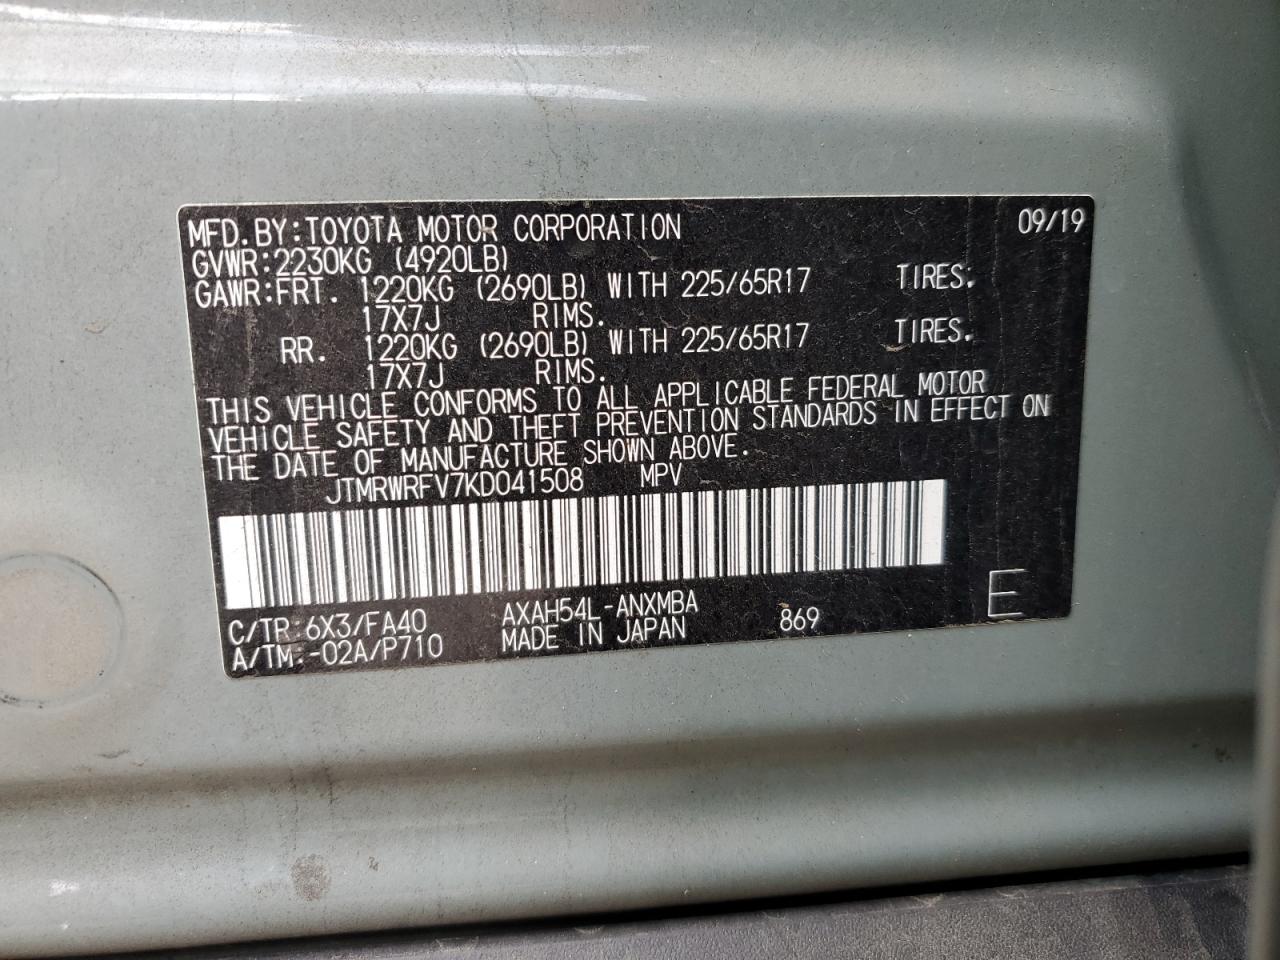 MFD.BY:TOYOTA MOTOR CORPORATION 09/19
GVWR:2230KG (4920LB)
GAWR:FRT. 1220KG (2690LB) WITH 225/65R17 TIRES.
17X7J RIMS.
RR. 1220KG (2690LB) WITH 225/65R17 TIRES.
17X7J RIMS.
THIS VEHICLE CONFORMS TO ALL APPLICABLE FEDERAL MOTOR
VEHICLE SAFETY AND THEFT PREVENTION STANDARDS IN EFFECT ON
THE DATE OF MANUFACTURE SHOWN ABOVE.
JTMRWRFV7KD041508 MPV
C/TR:6X3/FA40 AXAH54L-ANXMBA 869 E
A/TM:-02A/P710 MADE IN JAPAN